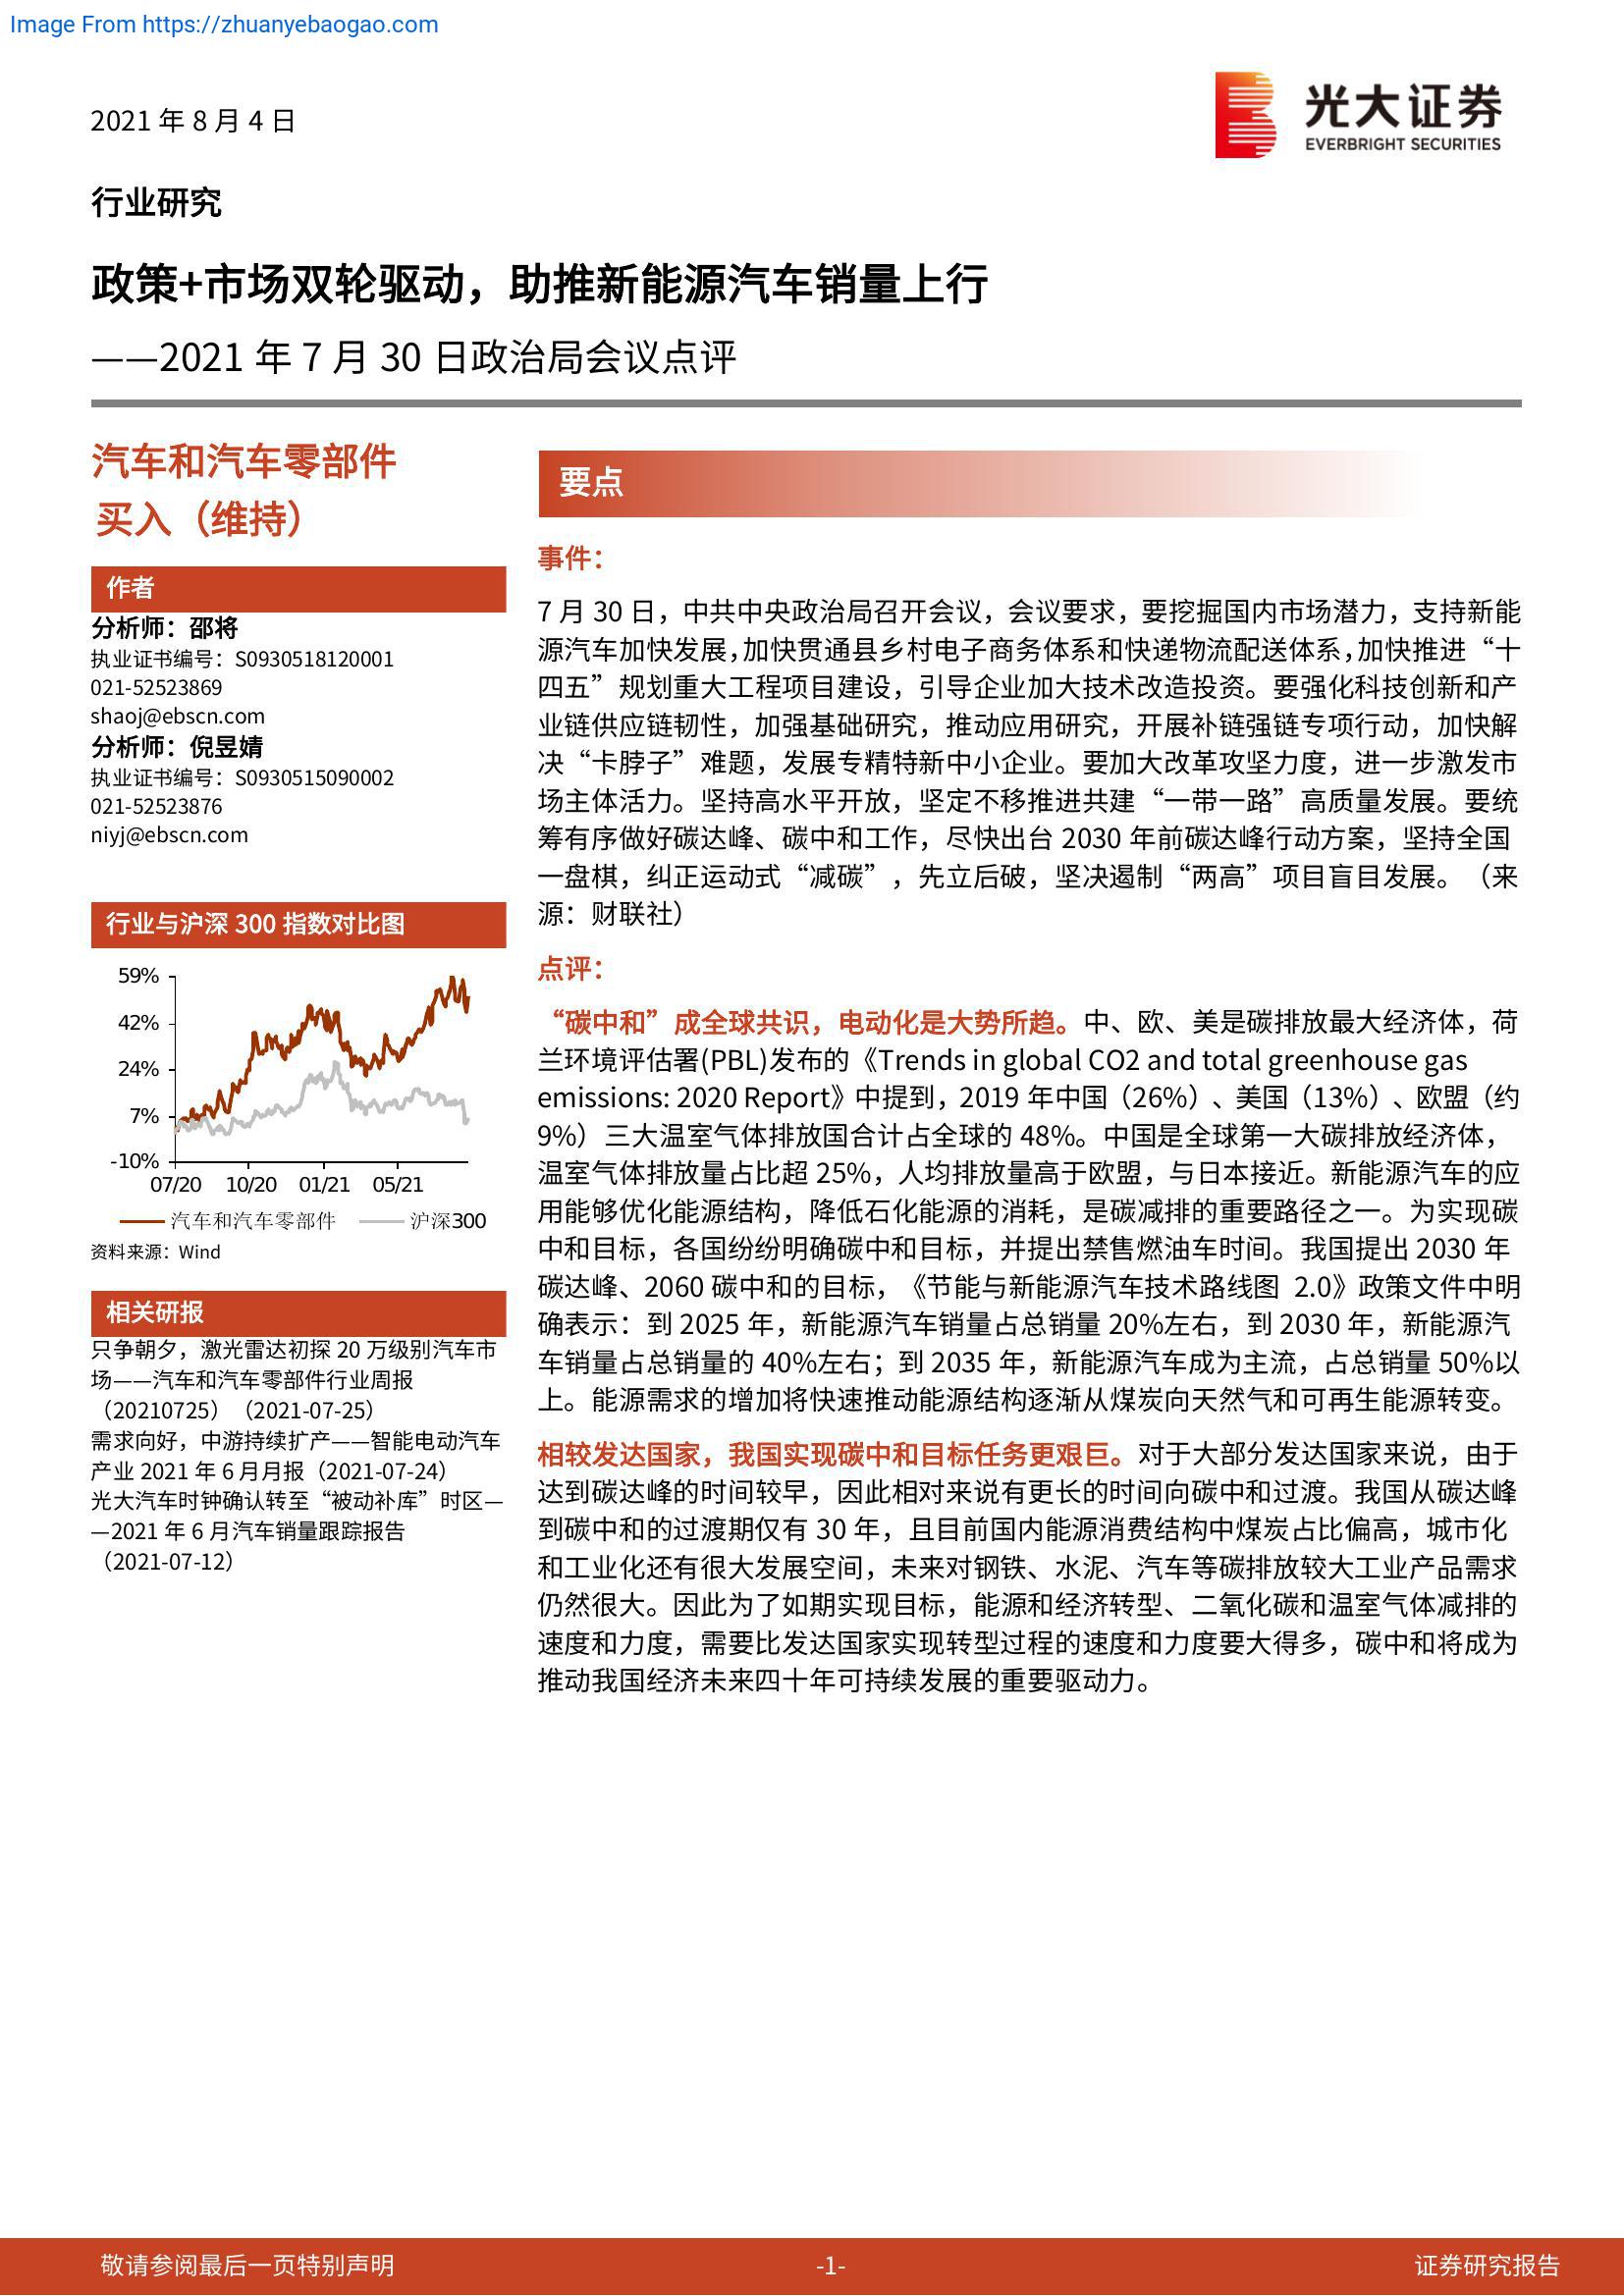 Image From https://zhuanyebaogao.com
2021 年 8 月 4 日
光大证券
EVERBRIGHT SECURITIES
行业研究
政策+市场双轮驱动，助推新能源汽车销量上行
——2021 年 7 月 30 日政治局会议点评
汽车和汽车零部件
买入（维持）
作者
分析师：邵将
执业证书编号：S0930518120001
021-52523869
shaoj@ebscn.com
分析师：倪昱婧
执业证书编号：S0930515090002
021-52523876
niyj@ebscn.com
行业与沪深 300 指数对比图
59%
42%
24%
7%
-10%
07/20 10/20 01/21 05/21
汽车和汽车零部件 沪深300
资料来源：Wind
相关研报
只争朝夕，激光雷达初探 20 万级别汽车市
场——汽车和汽车零部件行业周报
（20210725）（2021-07-25）
需求向好，中游持续扩产——智能电动汽车
产业 2021 年 6 月月报（2021-07-24）
光大汽车时钟确认转至“被动补库”时区—
—2021 年 6 月汽车销量跟踪报告
（2021-07-12）
要点
事件：
7 月 30 日，中共中央政治局召开会议，会议要求，要挖掘国内市场潜力，支持新能
源汽车加快发展，加快贯通县乡村电子商务体系和快递物流配送体系，加快推进“十
四五”规划重大工程项目建设，引导企业加大技术改造投资。要强化科技创新和产
业链供应链韧性，加强基础研究，推动应用研究，开展补链强链专项行动，加快解
决“卡脖子”难题，发展专精特新中小企业。要加大改革攻坚力度，进一步激发市
场主体活力。坚持高水平开放，坚定不移推进共建“一带一路”高质量发展。要统
筹有序做好碳达峰、碳中和工作，尽快出台 2030 年前碳达峰行动方案，坚持全国
一盘棋，纠正运动式“减碳”，先立后破，坚决遏制“两高”项目盲目发展。（来
源：财联社）
点评：
“碳中和”成全球共识，电动化是大势所趋。中、欧、美是碳排放最大经济体，荷
兰环境评估署(PBL)发布的《Trends in global CO2 and total greenhouse gas
emissions: 2020 Report》中提到，2019 年中国（26%）、美国（13%）、欧盟（约
9%）三大温室气体排放国合计占全球的 48%。中国是全球第一大碳排放经济体，
温室气体排放量占比超 25%，人均排放量高于欧盟，与日本接近。新能源汽车的应
用能够优化能源结构，降低石化能源的消耗，是碳减排的重要路径之一。为实现碳
中和目标，各国纷纷明确碳中和目标，并提出禁售燃油车时间。我国提出 2030 年
碳达峰、2060 碳中和的目标，《节能与新能源汽车技术路线图 2.0》政策文件中明
确表示：到 2025 年，新能源汽车销量占总销量 20%左右，到 2030 年，新能源汽
车销量占总销量的 40%左右；到 2035 年，新能源汽车成为主流，占总销量 50%以
上。能源需求的增加将快速推动能源结构逐渐从煤炭向天然气和可再生能源转变。
相较发达国家，我国实现碳中和目标任务更艰巨。对于大部分发达国家来说，由于
达到碳达峰的时间较早，因此相对来说有更长的时间向碳中和过渡。我国从碳达峰
到碳中和的过渡期仅有 30 年，且目前国内能源消费结构中煤炭占比偏高，城市化
和工业化还有很大发展空间，未来对钢铁、水泥、汽车等碳排放较大工业产品需求
仍然很大。因此为了如期实现目标，能源和经济转型、二氧化碳和温室气体减排的
速度和力度，需要比发达国家实现转型过程的速度和力度要大得多，碳中和将成为
推动我国经济未来四十年可持续发展的重要驱动力。
敬请参阅最后一页特别声明
-1-
证券研究报告